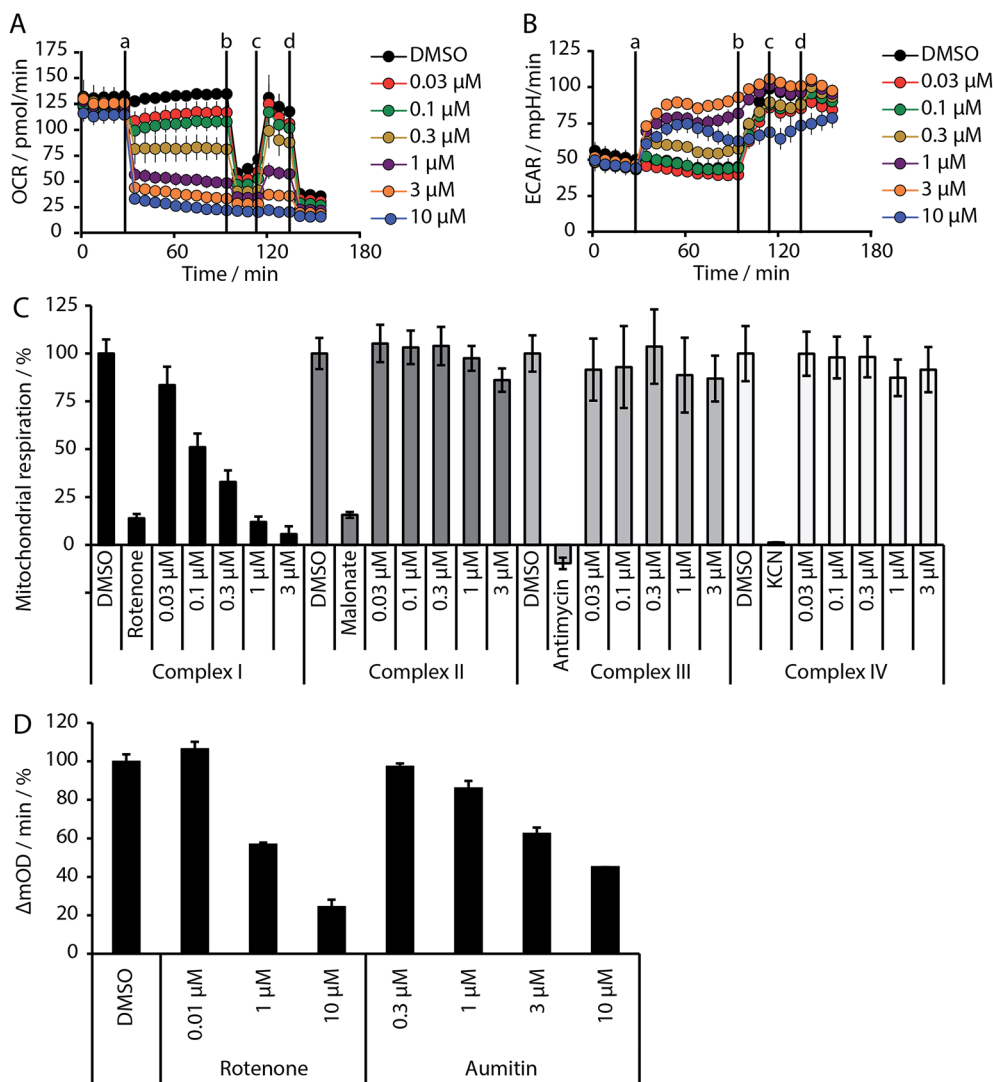 A
a b c d
OCR / pmol/min
175
150
125
100
75
50
25
0
0 60 120 180
Time / min
DMSO
0.03 µM
0.1 µM
0.3 µM
1 µM
3 µM
10 µM
B
a b c d
ECAR / mpH/min
125
100
75
50
25
0
0 60 120 180
Time / min
DMSO
0.03 µM
0.1 µM
0.3 µM
1 µM
3 µM
10 µM
C
Mitochondrial respiration / %
125
100
75
50
25
0
DMSO
Rotenone
0.03 µM
0.1 µM
0.3 µM
1 µM
3 µM
DMSO
Malonate
0.03 µM
0.1 µM
0.3 µM
1 µM
3 µM
DMSO
Antimycin
0.03 µM
0.1 µM
0.3 µM
1 µM
3 µM
DMSO
KCN
0.03 µM
0.1 µM
0.3 µM
1 µM
3 µM
Complex I Complex II Complex III Complex IV
D
ΔmOD / min / %
120
100
80
60
40
20
0
DMSO
0.01 µM
1 µM
10 µM
0.3 µM
1 µM
3 µM
10 µM
Rotenone Aumitin